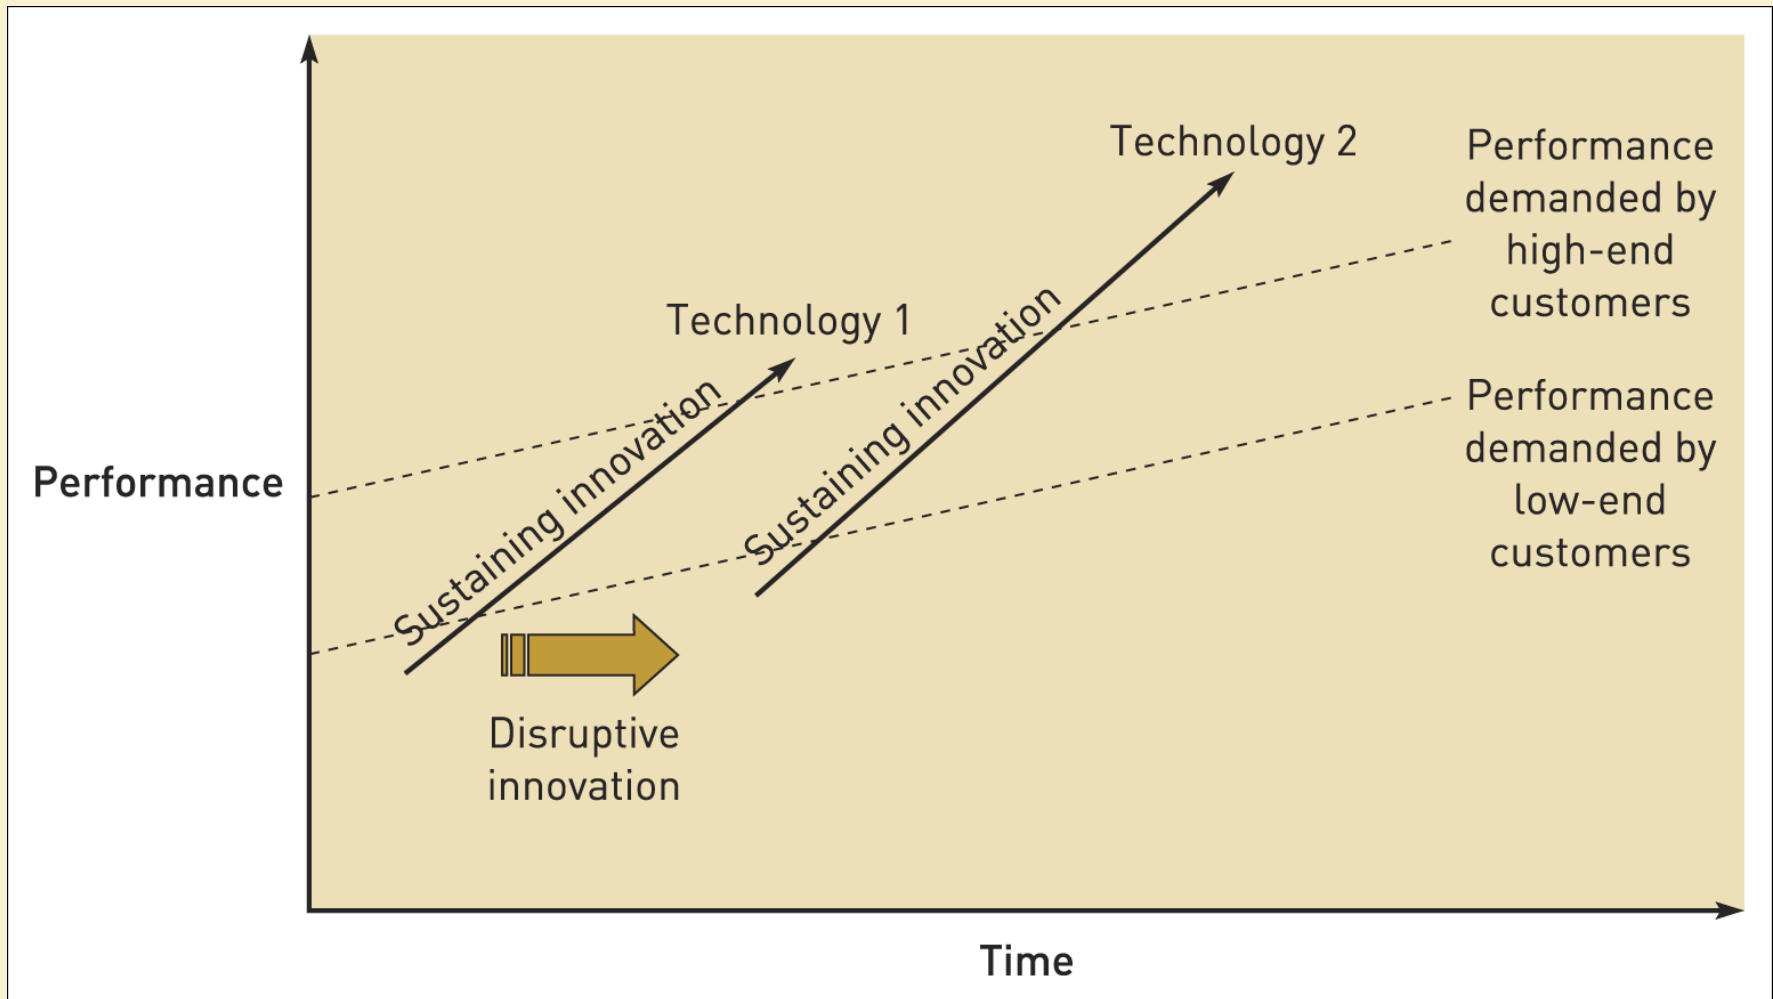 Technology 2
Performance
demanded by
high-end
customers
Technology 1
Sustaining innovation
Sustaining innovation
Performance
demanded by
low-end
customers
Performance
Disruptive
innovation
Time